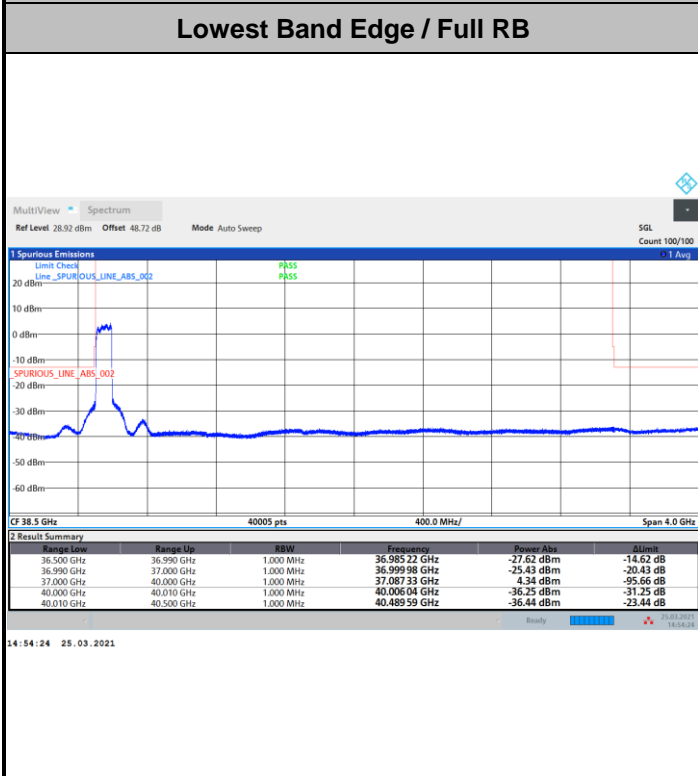 Lowest Band Edge / Full RB
MultiView Spectrum
Ref Level 28.92 dBm Offset 48.72 dB Mode Auto Sweep SGL
Count 100/100
1 Spurious Emissions 1 Avg
Limit Check PASS
Line _SPURIOUS_LINE_ABS_002 PASS
20 dBm
10 dBm
0 dBm
-10 dBm
_SPURIOUS_LINE_ABS_002
-20 dBm
-30 dBm
-40 dBm
-50 dBm
-60 dBm
CF 38.5 GHz 40005 pts 400.0 MHz/ Span 4.0 GHz
2 Result Summary
Range Low Range Up RBW Frequency Power Abs ΔLimit
36.500 GHz 36.990 GHz 1.000 MHz 36.985 22 GHz -27.62 dBm -14.62 dB
36.990 GHz 37.000 GHz 1.000 MHz 36.999 98 GHz -25.43 dBm -20.43 dB
37.000 GHz 40.000 GHz 1.000 MHz 37.087 33 GHz 4.34 dBm -95.66 dB
40.000 GHz 40.010 GHz 1.000 MHz 40.006 04 GHz -36.25 dBm -31.25 dB
40.010 GHz 40.500 GHz 1.000 MHz 40.489 59 GHz -36.44 dBm -23.44 dB
Ready 25.03.2021
14:54:24
14:54:24 25.03.2021